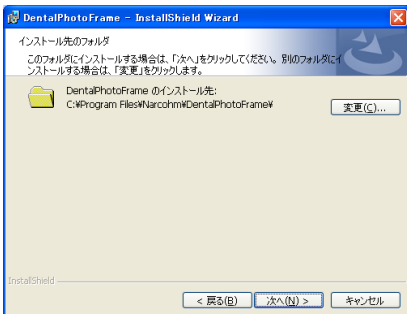 DentalPhotoFrame - InstallShield Wizard
インストール先のフォルダ
このフォルダにインストールする場合は、「次へ」をクリックしてください。別のフォルダにイ
ンストールする場合は、「変更」をクリックします。
DentalPhotoFrame のインストール先:
C:¥Program Files¥Narcohm¥DentalPhotoFrame¥
変更(C)...
InstallShield
< 戻る(B)
次へ(N) >
キャンセル